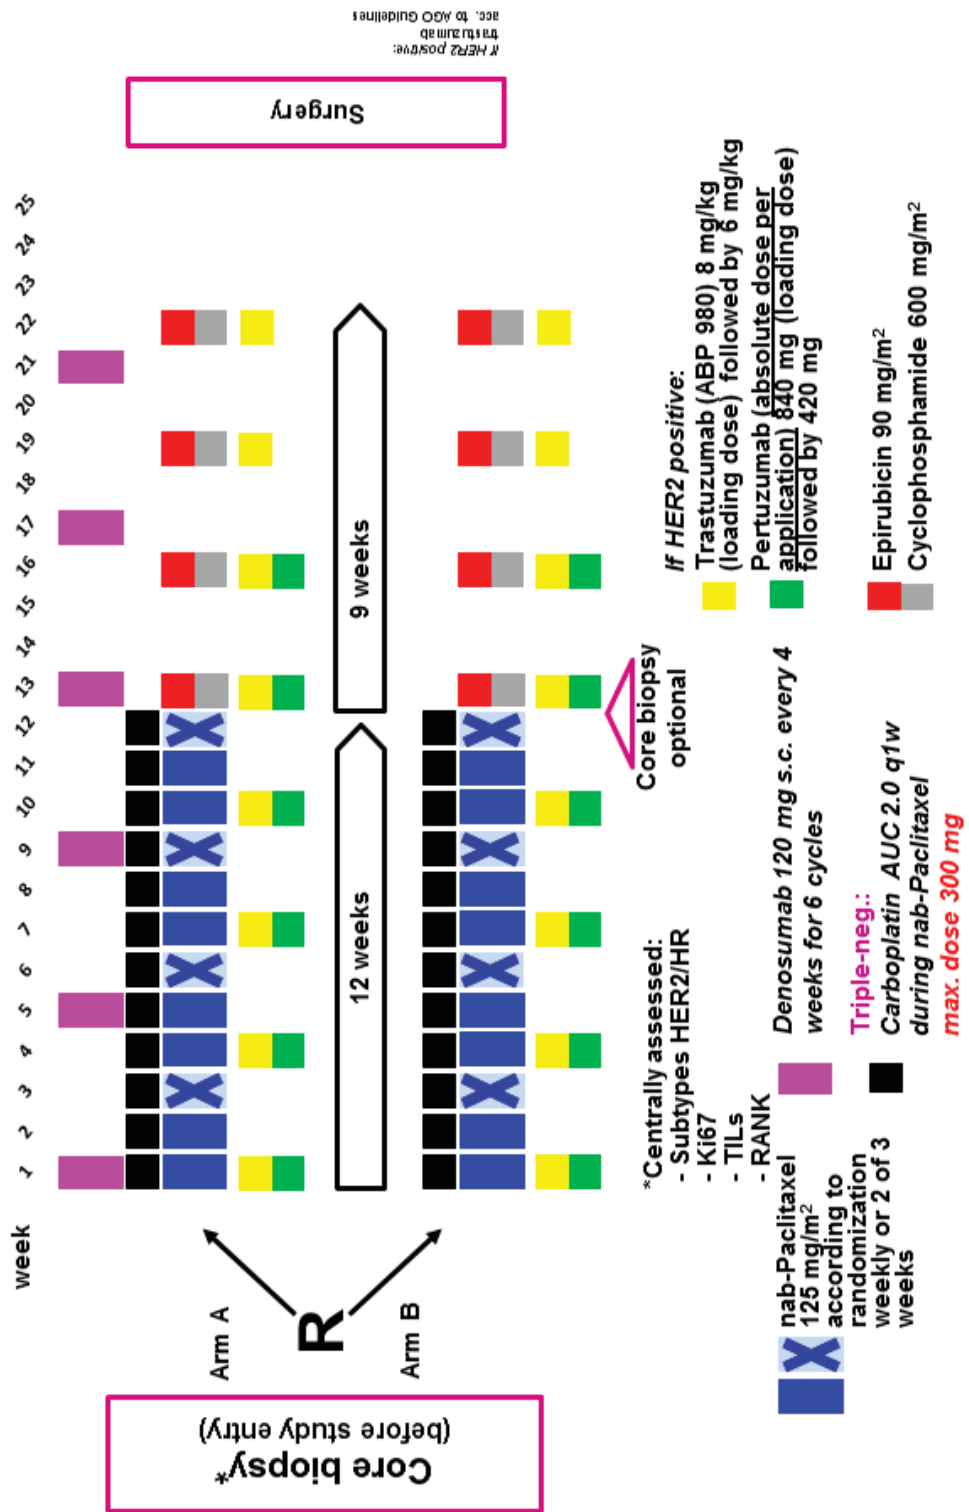 week
1 2 3 4 5 6 7 8 9 10 11 12 13 14 15 16 17 18 19 20 21 22 23 24 25
Core biopsy*
(before study entry)
R
Arm A
Arm B
12 weeks
9 weeks
Surgery
If HER2 positive:
trastuzumab
acc. to AGO Guidelines
Core biopsy
optional
*Centrally assessed:
- Subtypes HER2/HR
- Ki67
- TILs
- RANK
nab-Paclitaxel
125 mg/m²
according to
randomization
weekly or 2 of 3
weeks
Denosumab 120 mg s.c. every 4
weeks for 6 cycles
Triple-neg.:
Carboplatin AUC 2.0 q1w
during nab-Paclitaxel
max. dose 300 mg
If HER2 positive:
Trastuzumab (ABP 980) 8 mg/kg
(loading dose) followed by 6 mg/kg
Pertuzumab (absolute dose per
application) 840 mg (loading dose)
followed by 420 mg
Epirubicin 90 mg/m²
Cyclophosphamide 600 mg/m²